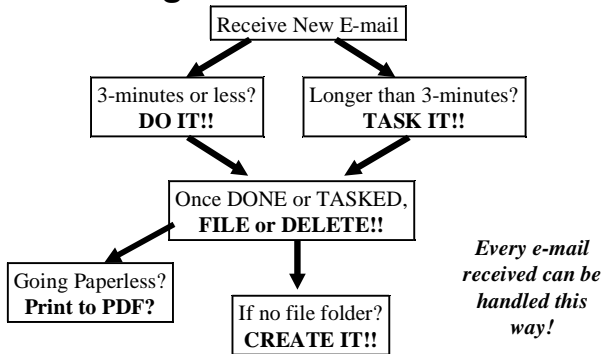 Receive New E-mail
3-minutes or less?
DO IT!!
Longer than 3-minutes?
TASK IT!!
Once DONE or TASKED,
FILE or DELETE!!
Going Paperless?
Print to PDF?
If no file folder?
CREATE IT!!
Every e-mail
received can be
handled this
way!